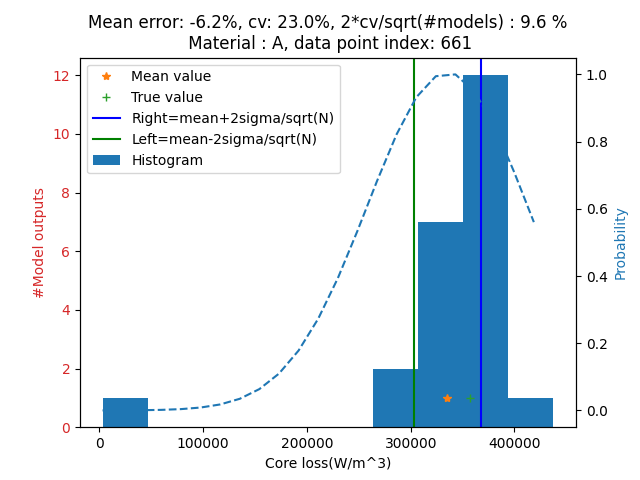 Mean error: -6.2%, cv: 23.0%, 2*cv/sqrt(#models) : 9.6 %
Material : A, data point index: 661
Mean value
True value
Right=mean+2sigma/sqrt(N)
Left=mean-2sigma/sqrt(N)
Histogram
#Model outputs
12
10
8
6
4
2
0
1.0
0.8
0.6
0.4
0.2
0.0
Probability
0 100000 200000 300000 400000
Core loss(W/m^3)